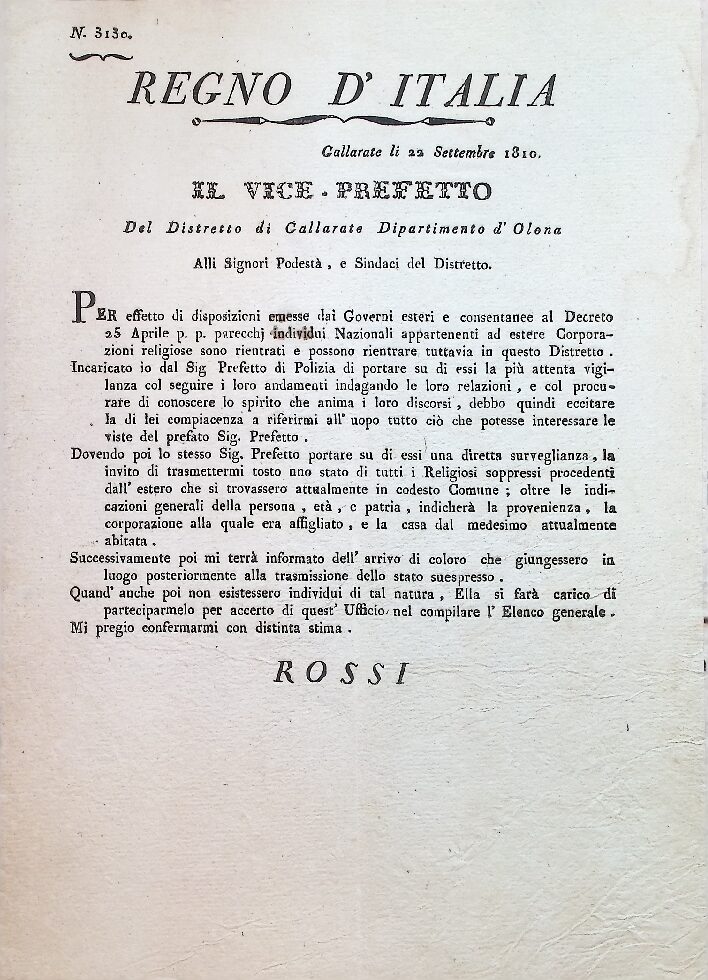 N. 3130.
REGNO D' ITALIA
Gallarate li 22 Settembre 1810.
IL VICE-PREFETTO
Del Distretto di Gallarate Dipartimento d' Olona
Alli Signori Podestà, e Sindaci del Distretto.
PER effetto di disposizioni emesse dai Governi esteri e consentanee al Decreto
25 Aprile p. p. parecchj individui Nazionali appartenenti ad estere Corpora-
zioni religiose sono rientrati e possono rientrare tuttavia in questo Distretto.
Incaricato io dal Sig Prefetto di Polizia di portare su di essi la più attenta vigi-
lanza col seguire i loro andamenti indagando le loro relazioni, e col procu-
rare di conoscere lo spirito che anima i loro discorsi, debbo quindi eccitare
la di lei compiacenza a riferirmi all' uopo tutto ciò che potesse interessare le
viste del prefato Sig. Prefetto.
Dovendo poi lo stesso Sig. Prefetto portare su di essi una diretta surveglianza, la
invito di trasmettermi tosto uno stato di tutti i Religiosi soppressi procedenti
dall' estero che si trovassero attualmente in codesto Comune; oltre le indi-
cazioni generali della persona, età, e patria, indicherà la provenienza, la
corporazione alla quale era affigliato, e la casa dal medesimo attualmente
abitata.
Successivamente poi mi terrà informato dell' arrivo di coloro che giungessero in
luogo posteriormente alla trasmissione dello stato suespresso.
Quand' anche poi non esistessero individui di tal natura, Ella si farà carico di
parteciparmelo per accerto di quest' Ufficio nel compilare l' Elenco generale.
Mi pregio confermarmi con distinta stima.
ROSSI